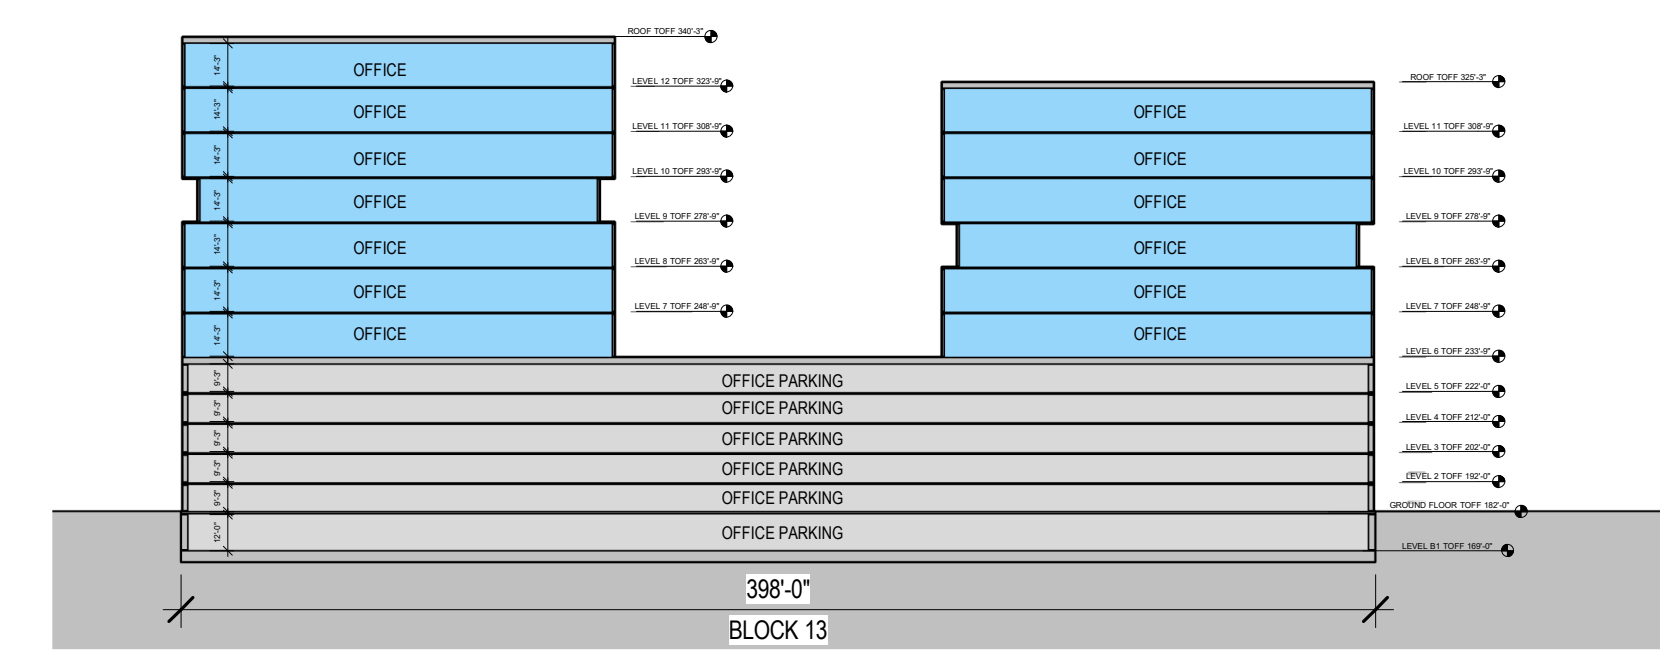 ROOF TOFF 340'-3"
14'-3"
OFFICE
LEVEL 12 TOFF 323'-9"
ROOF TOFF 325'-3"
14'-3"
OFFICE
OFFICE
LEVEL 11 TOFF 308'-9"
LEVEL 11 TOFF 308'-9"
14'-3"
OFFICE
OFFICE
LEVEL 10 TOFF 293'-9"
LEVEL 10 TOFF 293'-9"
14'-3"
OFFICE
OFFICE
LEVEL 9 TOFF 278'-9"
LEVEL 9 TOFF 278'-9"
14'-3"
OFFICE
OFFICE
LEVEL 8 TOFF 263'-9"
LEVEL 8 TOFF 263'-9"
14'-3"
OFFICE
OFFICE
LEVEL 7 TOFF 248'-9"
LEVEL 7 TOFF 248'-9"
14'-3"
OFFICE
OFFICE
LEVEL 6 TOFF 233'-9"
9'-3"
OFFICE PARKING
LEVEL 5 TOFF 222'-0"
9'-3"
OFFICE PARKING
LEVEL 4 TOFF 212'-0"
9'-3"
OFFICE PARKING
LEVEL 3 TOFF 202'-0"
9'-3"
OFFICE PARKING
LEVEL 2 TOFF 192'-0"
9'-3"
OFFICE PARKING
GROUND FLOOR TOFF 182'-0"
12'-0"
OFFICE PARKING
LEVEL B1 TOFF 169'-0"
398'-0"
BLOCK 13